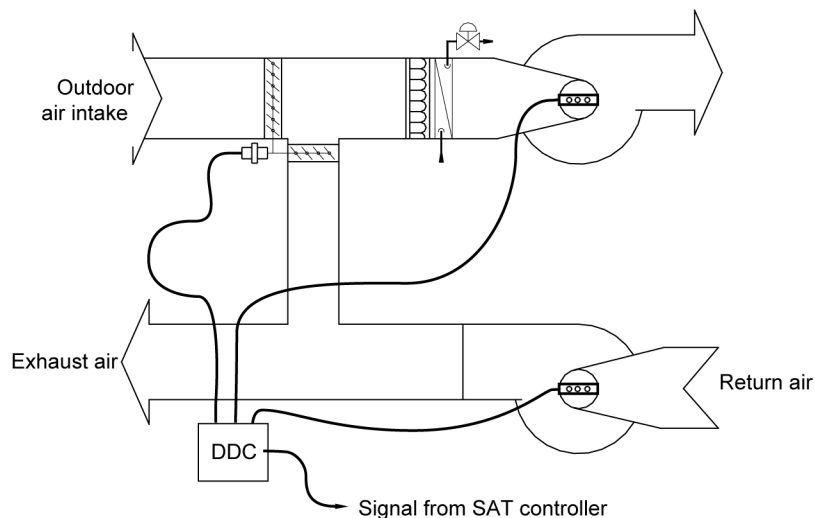 Outdoor
air intake
Exhaust air
Return air
DDC
Signal from SAT controller